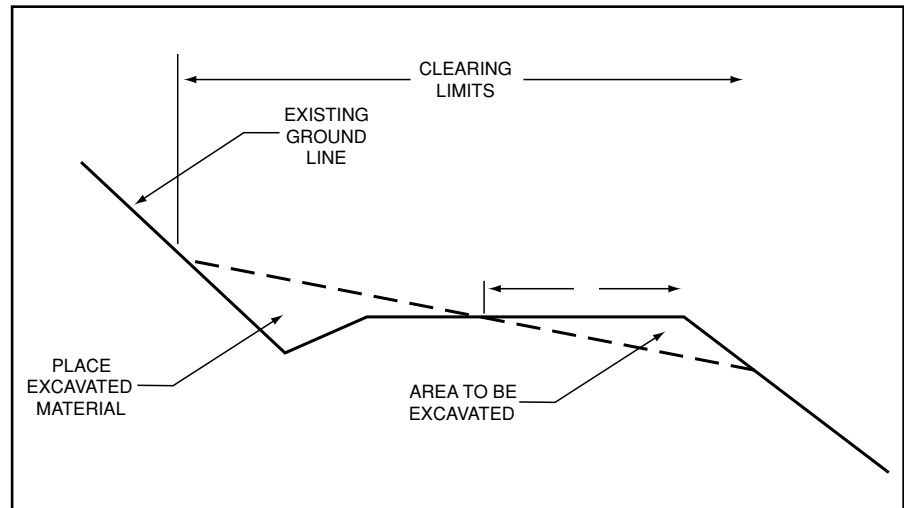 CLEARING
LIMITS
EXISTING
GROUND
LINE
PLACE
EXCAVATED
MATERIAL
AREA TO BE
EXCAVATED